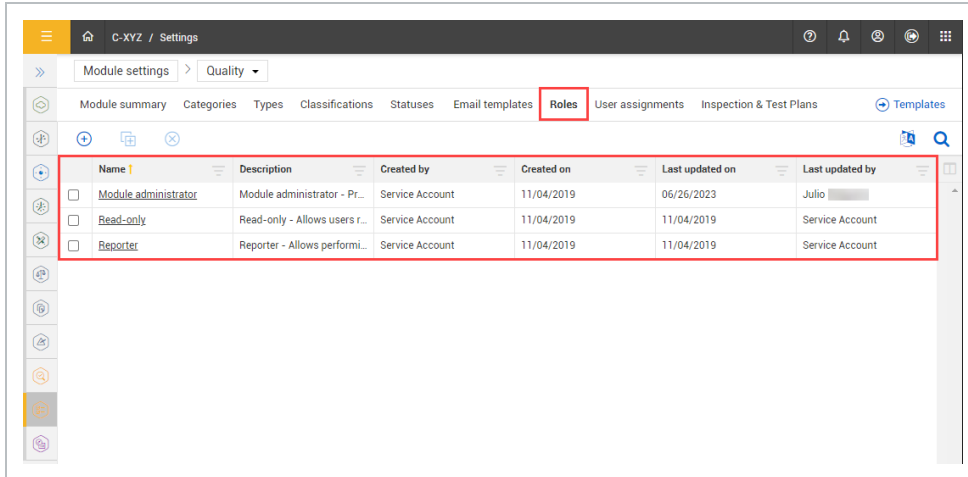 C-XYZ / Settings
Module settings > Quality
Module summary Categories Types Classifications Statuses Email templates Roles User assignments Inspection & Test Plans Templates
Name Description Created by Created on Last updated on Last updated by
Module administrator Module administrator - Pr... Service Account 11/04/2019 06/26/2023 Julio
Read-only Read-only - Allows users r... Service Account 11/04/2019 11/04/2019 Service Account
Reporter Reporter - Allows performi... Service Account 11/04/2019 11/04/2019 Service Account